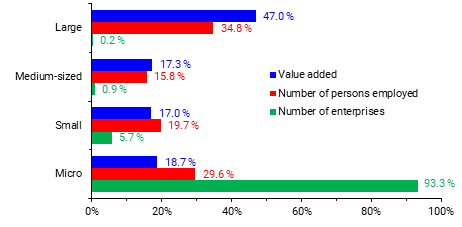 Large
47.0 %
34.8 %
0.2 %
Medium-sized
17.3 %
15.8 %
0.9 %
Value added
Number of persons employed
Number of enterprises
Small
17.0 %
19.7 %
5.7 %
Micro
18.7 %
29.6 %
93.3 %
0% 20% 40% 60% 80% 100%